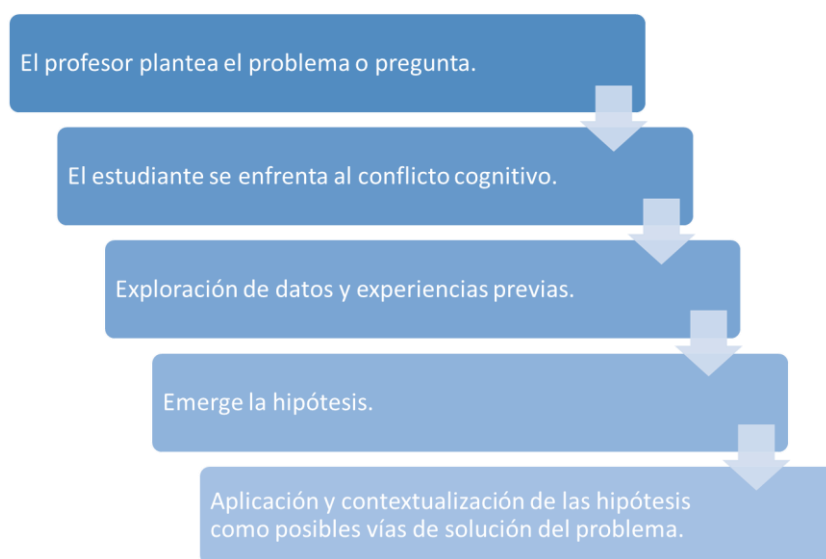 El profesor plantea el problema o pregunta.
El estudiante se enfrenta al conflicto cognitivo.
Exploración de datos y experiencias previas.
Emerge la hipótesis.
Aplicación y contextualización de las hipótesis
como posibles vías de solución del problema.